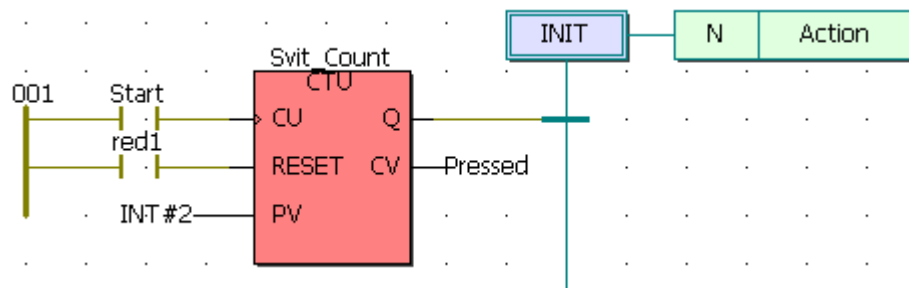 INIT N Action
Svit_Count
CTU
001 Start
CU Q
red1
RESET CV Pressed
INT#2 PV